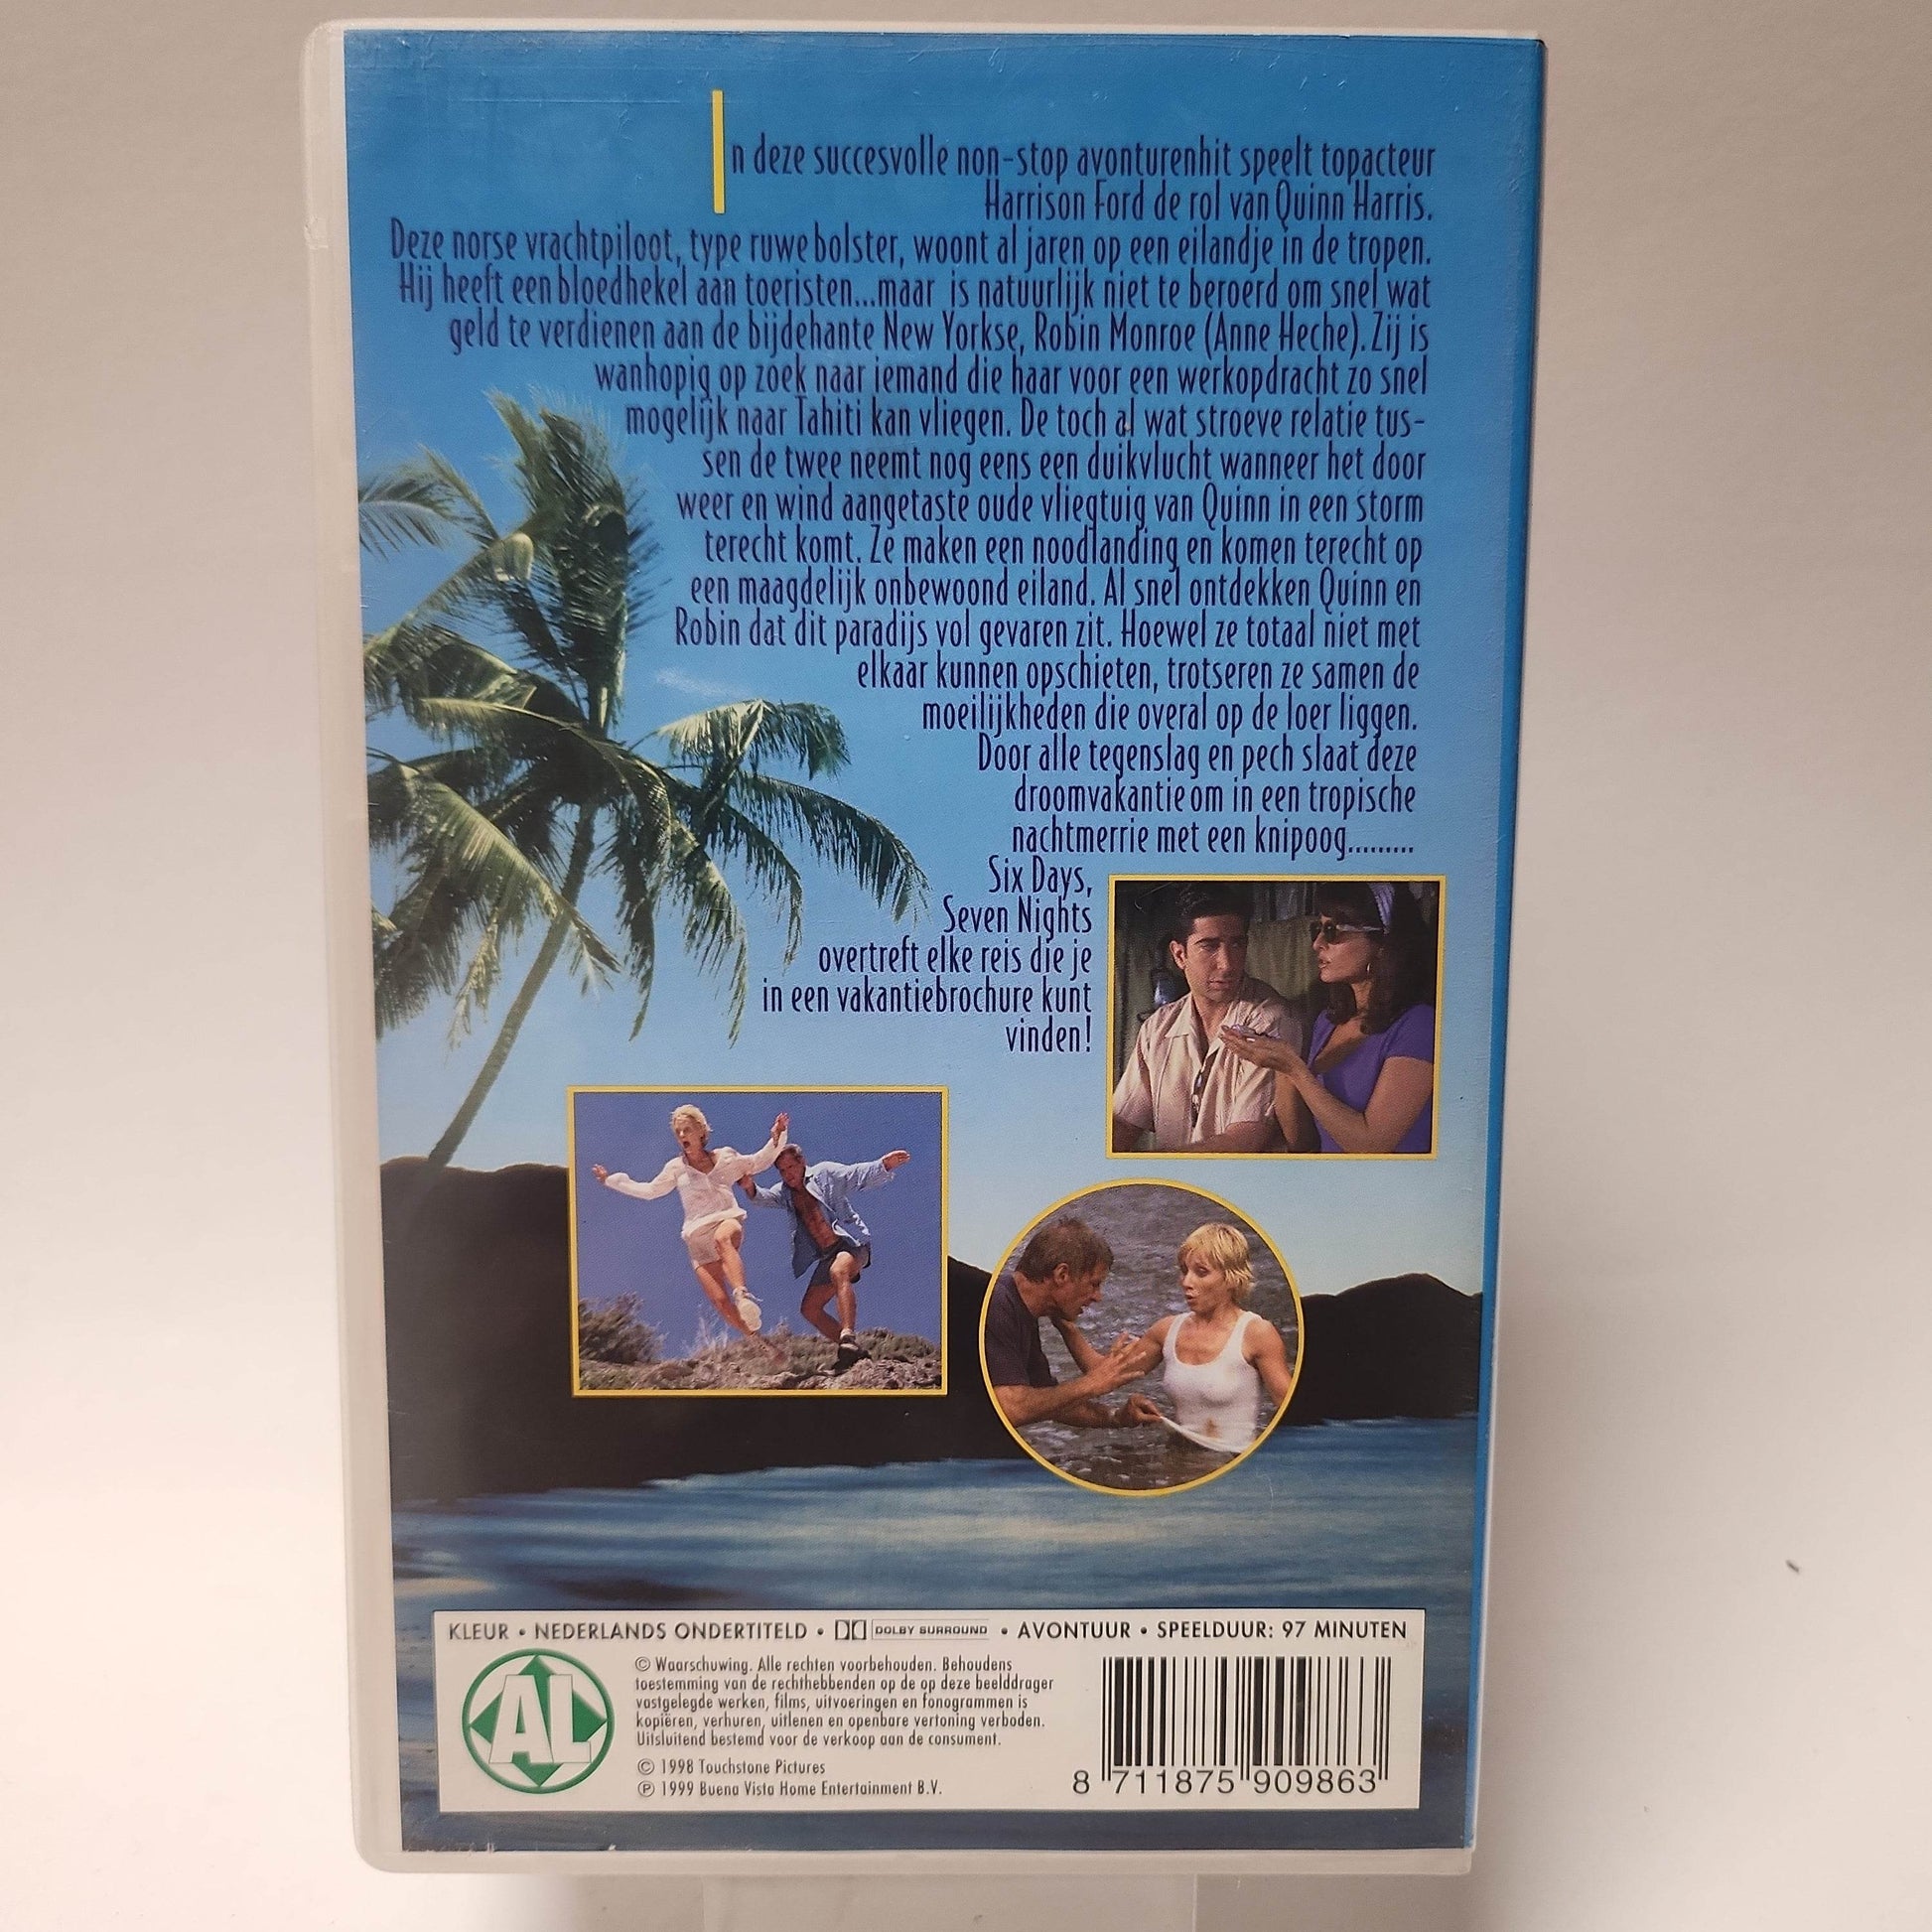 In deze succesvolle non-stop avonturenhit speelt topacteur
Harrison Ford de rol van Quinn Harris.
Deze norse vrachtpiloot, type ruwe bolster, woont al jaren op een eilandje in de tropen.
Hij heeft een bloedhekel aan toeristen...maar is natuurlijk niet te beroerd om snel wat
geld te verdienen aan de bijdehante New Yorkse, Robin Monroe (Anne Heche). Zij is
wanhopig op zoek naar iemand die haar voor een werkopdracht zo snel
mogelijk naar Tahiti kan vliegen. De toch al wat stroeve relatie tus-
sen de twee neemt nog eens een duikvlucht wanneer het door
weer en wind aangetaste oude vliegtuig van Quinn in een storm
terecht komt. Ze maken een noodlanding en komen terecht op
een maagdelijk onbewoond eiland. Al snel ontdekken Quinn en
Robin dat dit paradijs vol gevaren zit. Hoewel ze totaal niet met
elkaar kunnen opschieten, trotseren ze samen de
moeilijkheden die overal op de loer liggen.
Door alle tegenslag en pech slaat deze
droomvakantie om in een tropische
nachtmerrie met een knipoog.........
Six Days,
Seven Nights
overtreft elke reis die je
in een vakantiebrochure kunt
vinden!
KLEUR • NEDERLANDS ONDERTITELD • DOLBY SURROUND • AVONTUUR • SPEELDUUR: 97 MINUTEN
AL
© Waarschuwing. Alle rechten voorbehouden. Behoudens
toestemming van de rechthebbenden op de op deze beelddrager
vastgelegde werken, films, uitvoeringen en fonogrammen is
kopiëren, verhuren, uitlenen en openbare vertoning verboden.
Uitsluitend bestemd voor de verkoop aan de consument.
© 1998 Touchstone Pictures
℗ 1999 Buena Vista Home Entertainment B.V.
8 711875 909863